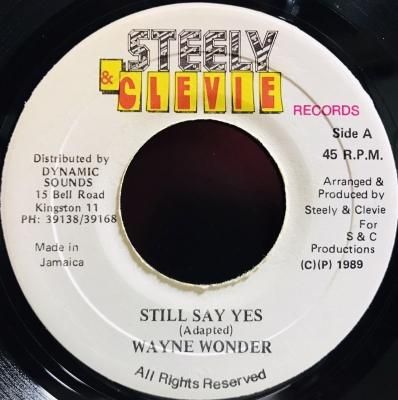 STEELY
& CLEVIE
RECORDS
Side A
45 R.P.M.
Distributed by
DYNAMIC
SOUNDS
15 Bell Road
Kingston 11
PH: 39138/39168
Made in
Jamaica
Arranged &
Produced by
Steely & Clevie
For
S & C
Productions
(C)(P) 1989
STILL SAY YES
(Adapted)
WAYNE WONDER
All Rights Reserved